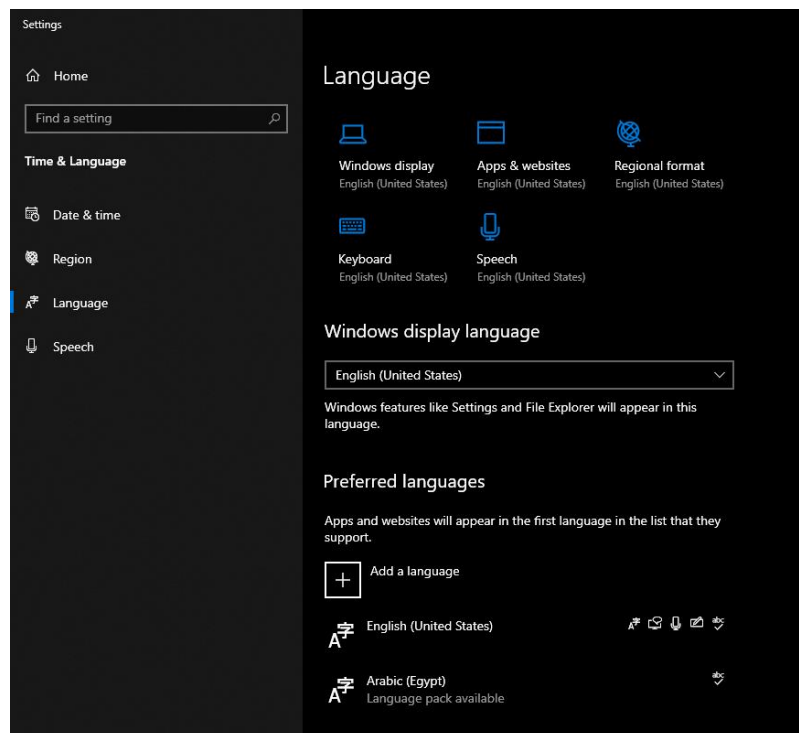 Settings
Home
Find a setting
Time & Language
Date & time
Region
Language
Speech
Language
Windows display
English (United States)
Apps & websites
English (United States)
Regional format
English (United States)
Keyboard
English (United States)
Speech
English (United States)
Windows display language
English (United States)
Windows features like Settings and File Explorer will appear in this
language.
Preferred languages
Apps and websites will appear in the first language in the list that they
support.
Add a language
English (United States)
Arabic (Egypt)
Language pack available